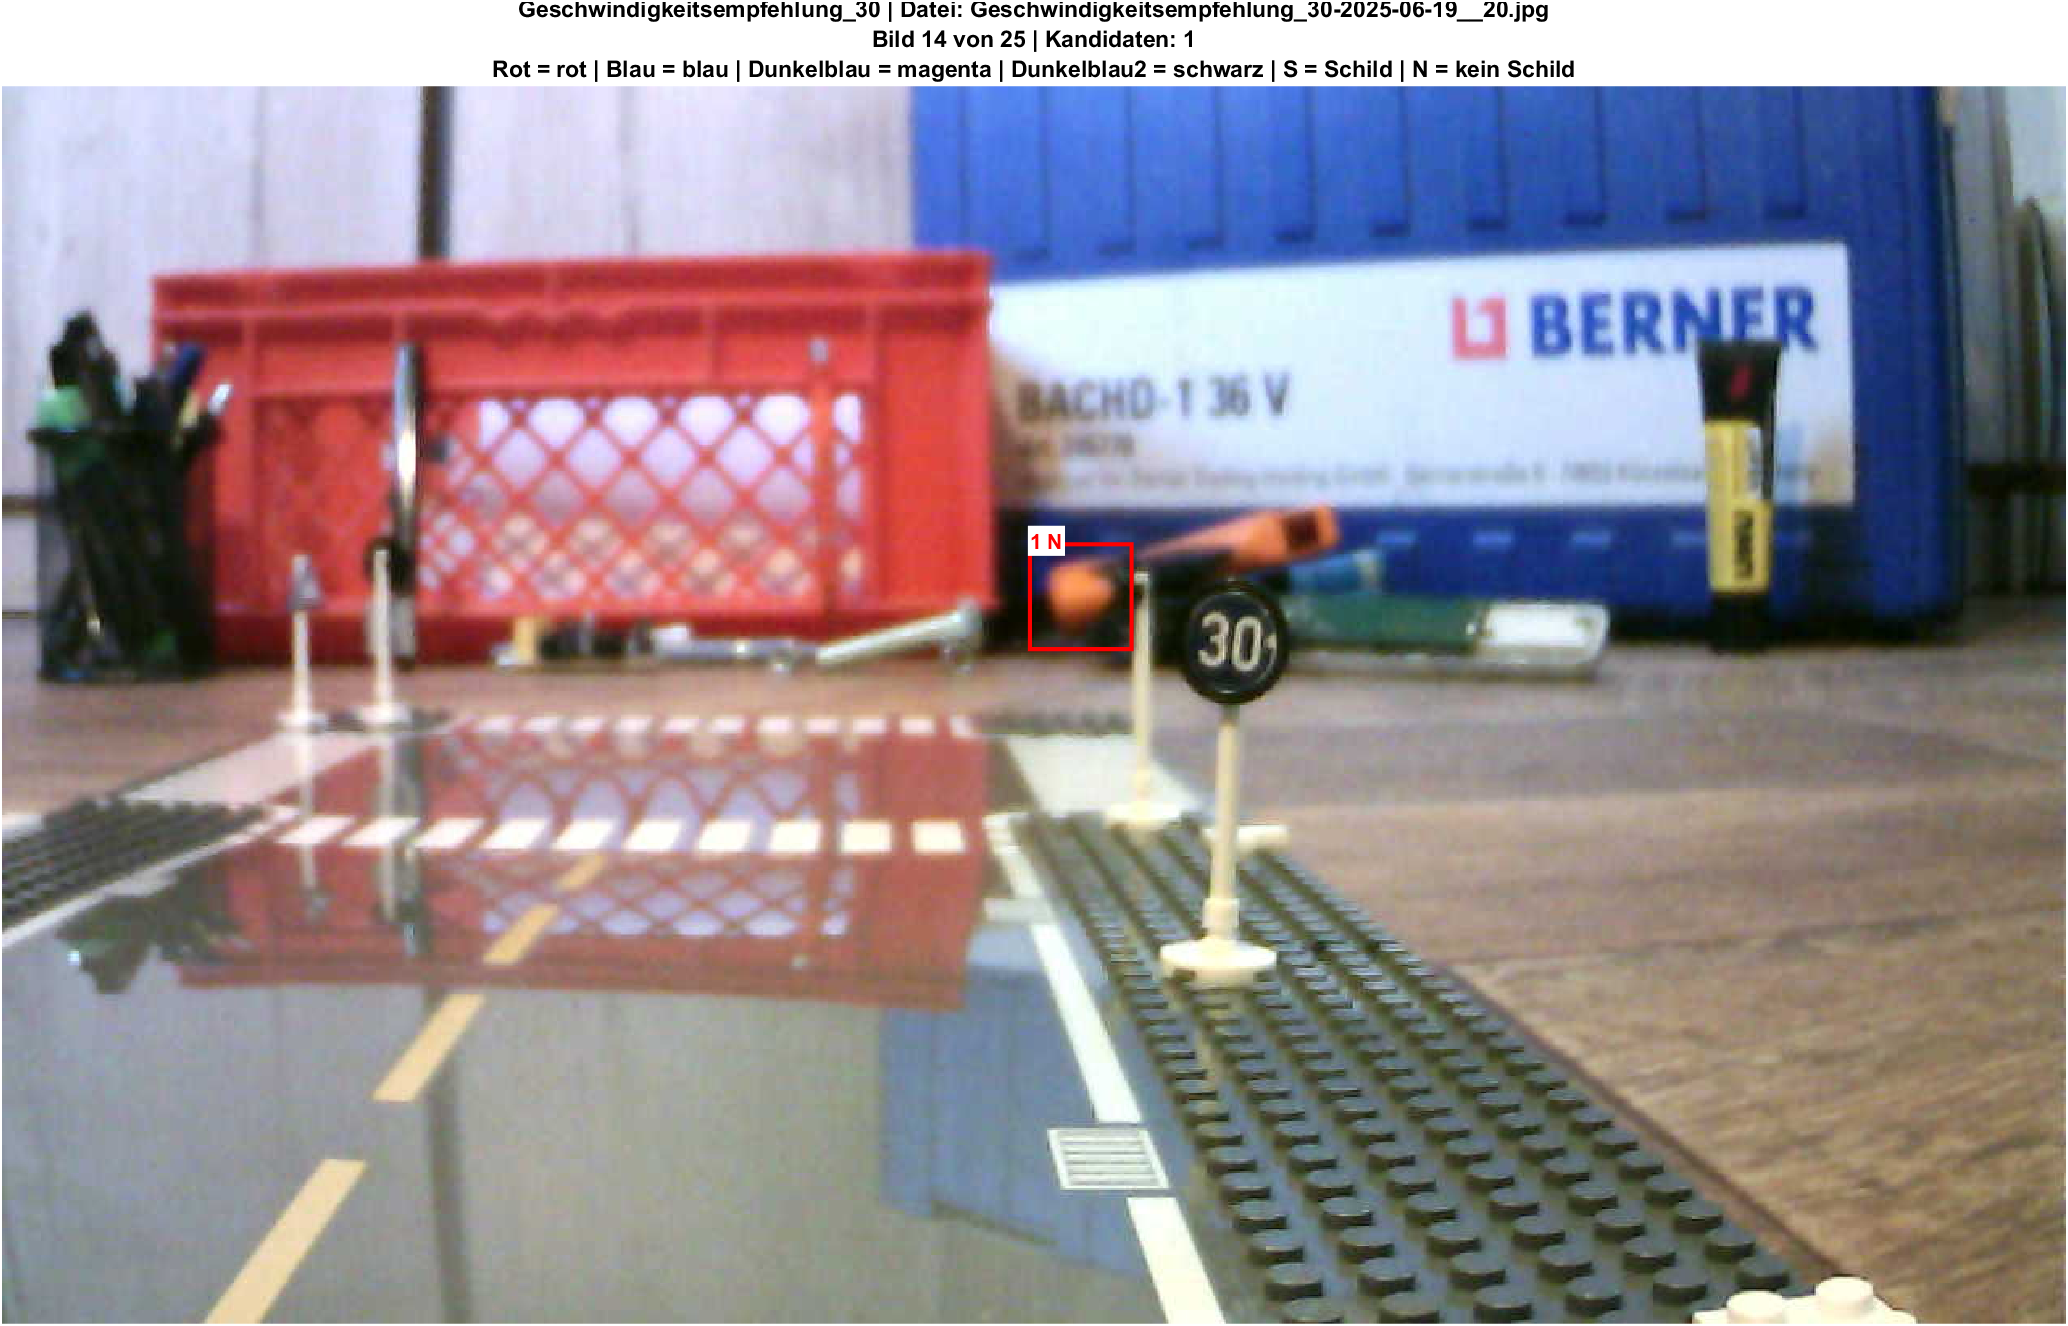 Geschwindigkeitsempfehlung_30 | Datei: Geschwindigkeitsempfehlung_30-2025-06-19__20.jpg
Bild 14 von 25 | Kandidaten: 1
Rot = rot | Blau = blau | Dunkelblau = magenta | Dunkelblau2 = schwarz | S = Schild | N = kein Schild
BERNER
BACHD-1 36 V
1 N
30